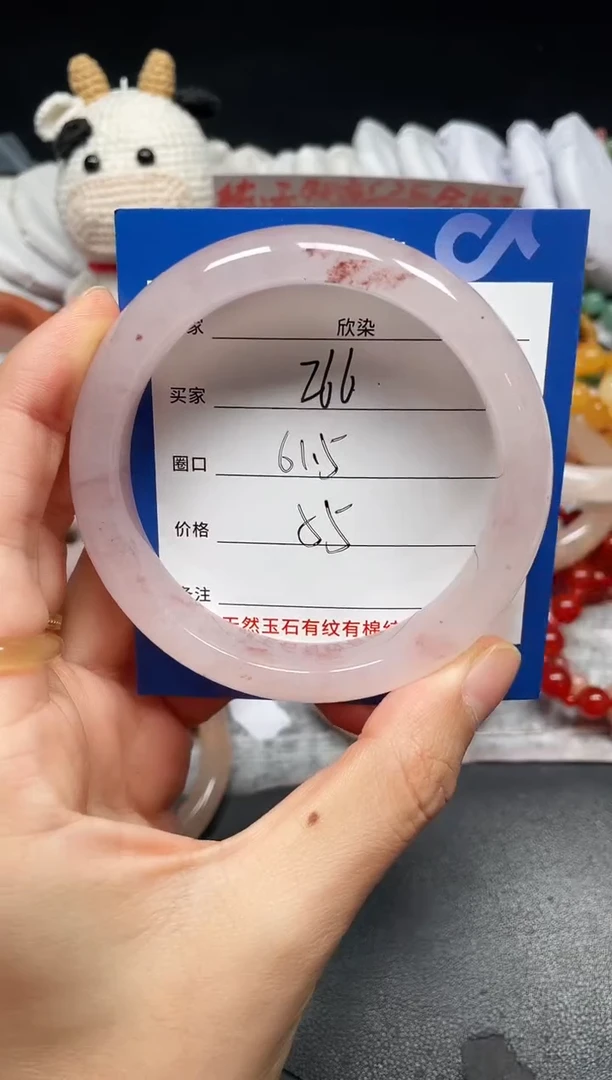 家 欣染
买家 266
圈口 61.5
价格 85
备注
天然玉石有纹有棉